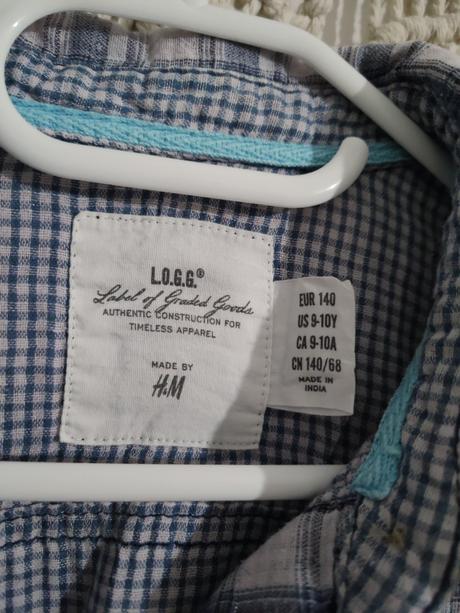 L.O.G.G.®
Label of Graded Goods
AUTHENTIC CONSTRUCTION FOR
TIMELESS APPAREL
MADE BY
H&M
EUR 140
US 9-10Y
CA 9-10A
CN 140/68
MADE IN
INDIA